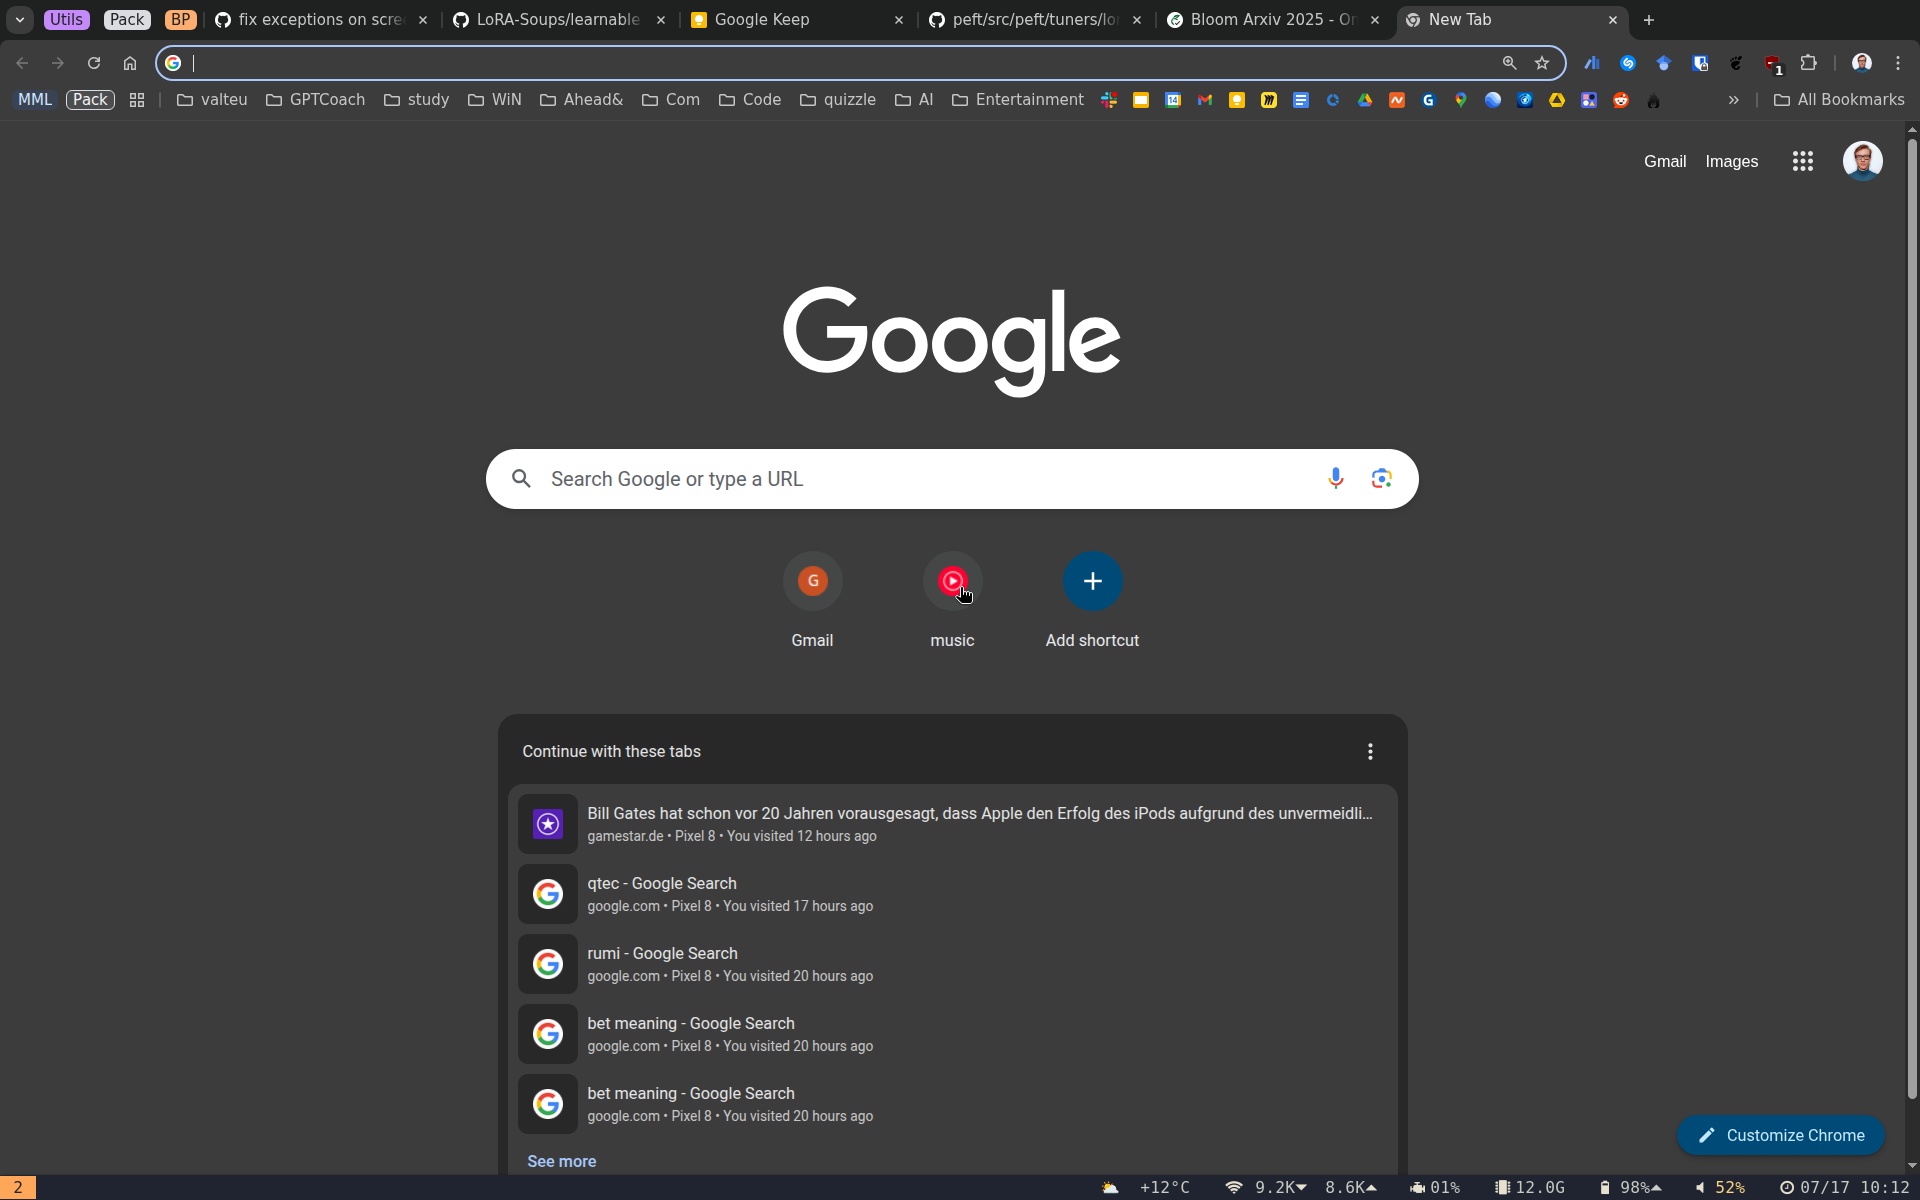 Utils Pack BP fix exceptions on scre LoRA-Soups/learnable Google Keep peft/src/peft/tuners/lor Bloom Arxiv 2025 - On New Tab
1
MML Pack valteu GPTCoach study WiN Ahead& Com Code quizzle AI Entertainment 14 » All Bookmarks
Gmail Images
Google
Search Google or type a URL
G
Gmail music Add shortcut
Continue with these tabs
Bill Gates hat schon vor 20 Jahren vorausgesagt, dass Apple den Erfolg des iPods aufgrund des unvermeidli...
gamestar.de • Pixel 8 • You visited 12 hours ago
qtec - Google Search
google.com • Pixel 8 • You visited 17 hours ago
rumi - Google Search
google.com • Pixel 8 • You visited 20 hours ago
bet meaning - Google Search
google.com • Pixel 8 • You visited 20 hours ago
bet meaning - Google Search
google.com • Pixel 8 • You visited 20 hours ago
Customize Chrome
See more
2 +12°C 9.2K 8.6K 01% 12.0G 98% 52% 07/17 10:12